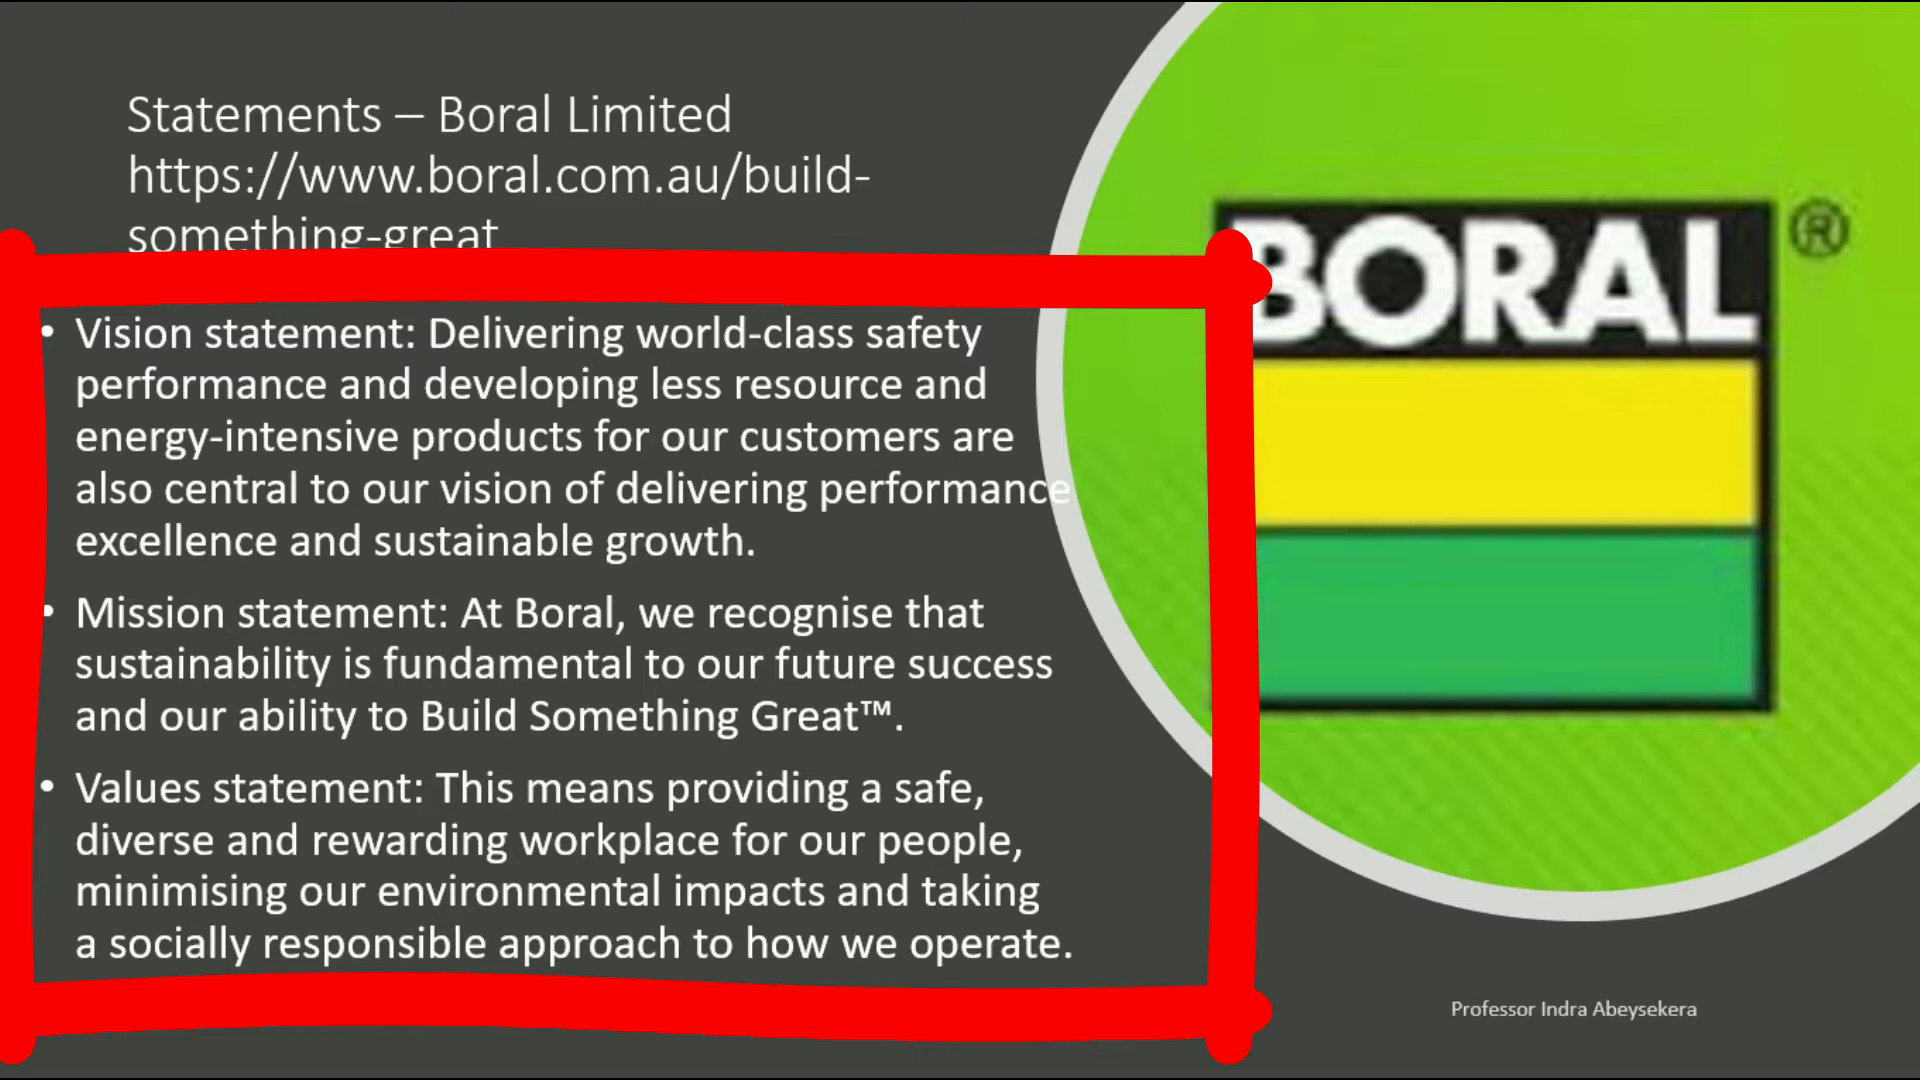 Statements – Boral Limited
https://www.boral.com.au/build-
something-great
• Vision statement: Delivering world-class safety
performance and developing less resource and
energy-intensive products for our customers are
also central to our vision of delivering performance
excellence and sustainable growth.
• Mission statement: At Boral, we recognise that
sustainability is fundamental to our future success
and our ability to Build Something Great™.
• Values statement: This means providing a safe,
diverse and rewarding workplace for our people,
minimising our environmental impacts and taking
a socially responsible approach to how we operate.
BORAL ®
Professor Indra Abeysekera